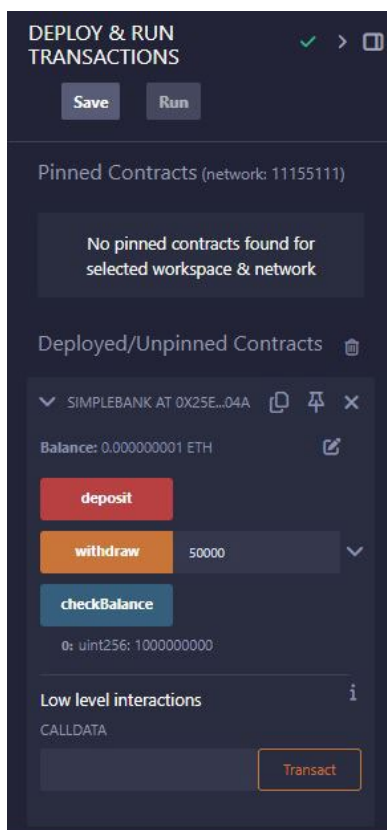 DEPLOY & RUN
TRANSACTIONS
Save Run
Pinned Contracts (network: 11155111)
No pinned contracts found for
selected workspace & network
Deployed/Unpinned Contracts
SIMPLEBANK AT 0X25E...04A
Balance: 0.000000001 ETH
deposit
withdraw 50000
checkBalance
0: uint256: 1000000000
Low level interactions i
CALLDATA
Transact